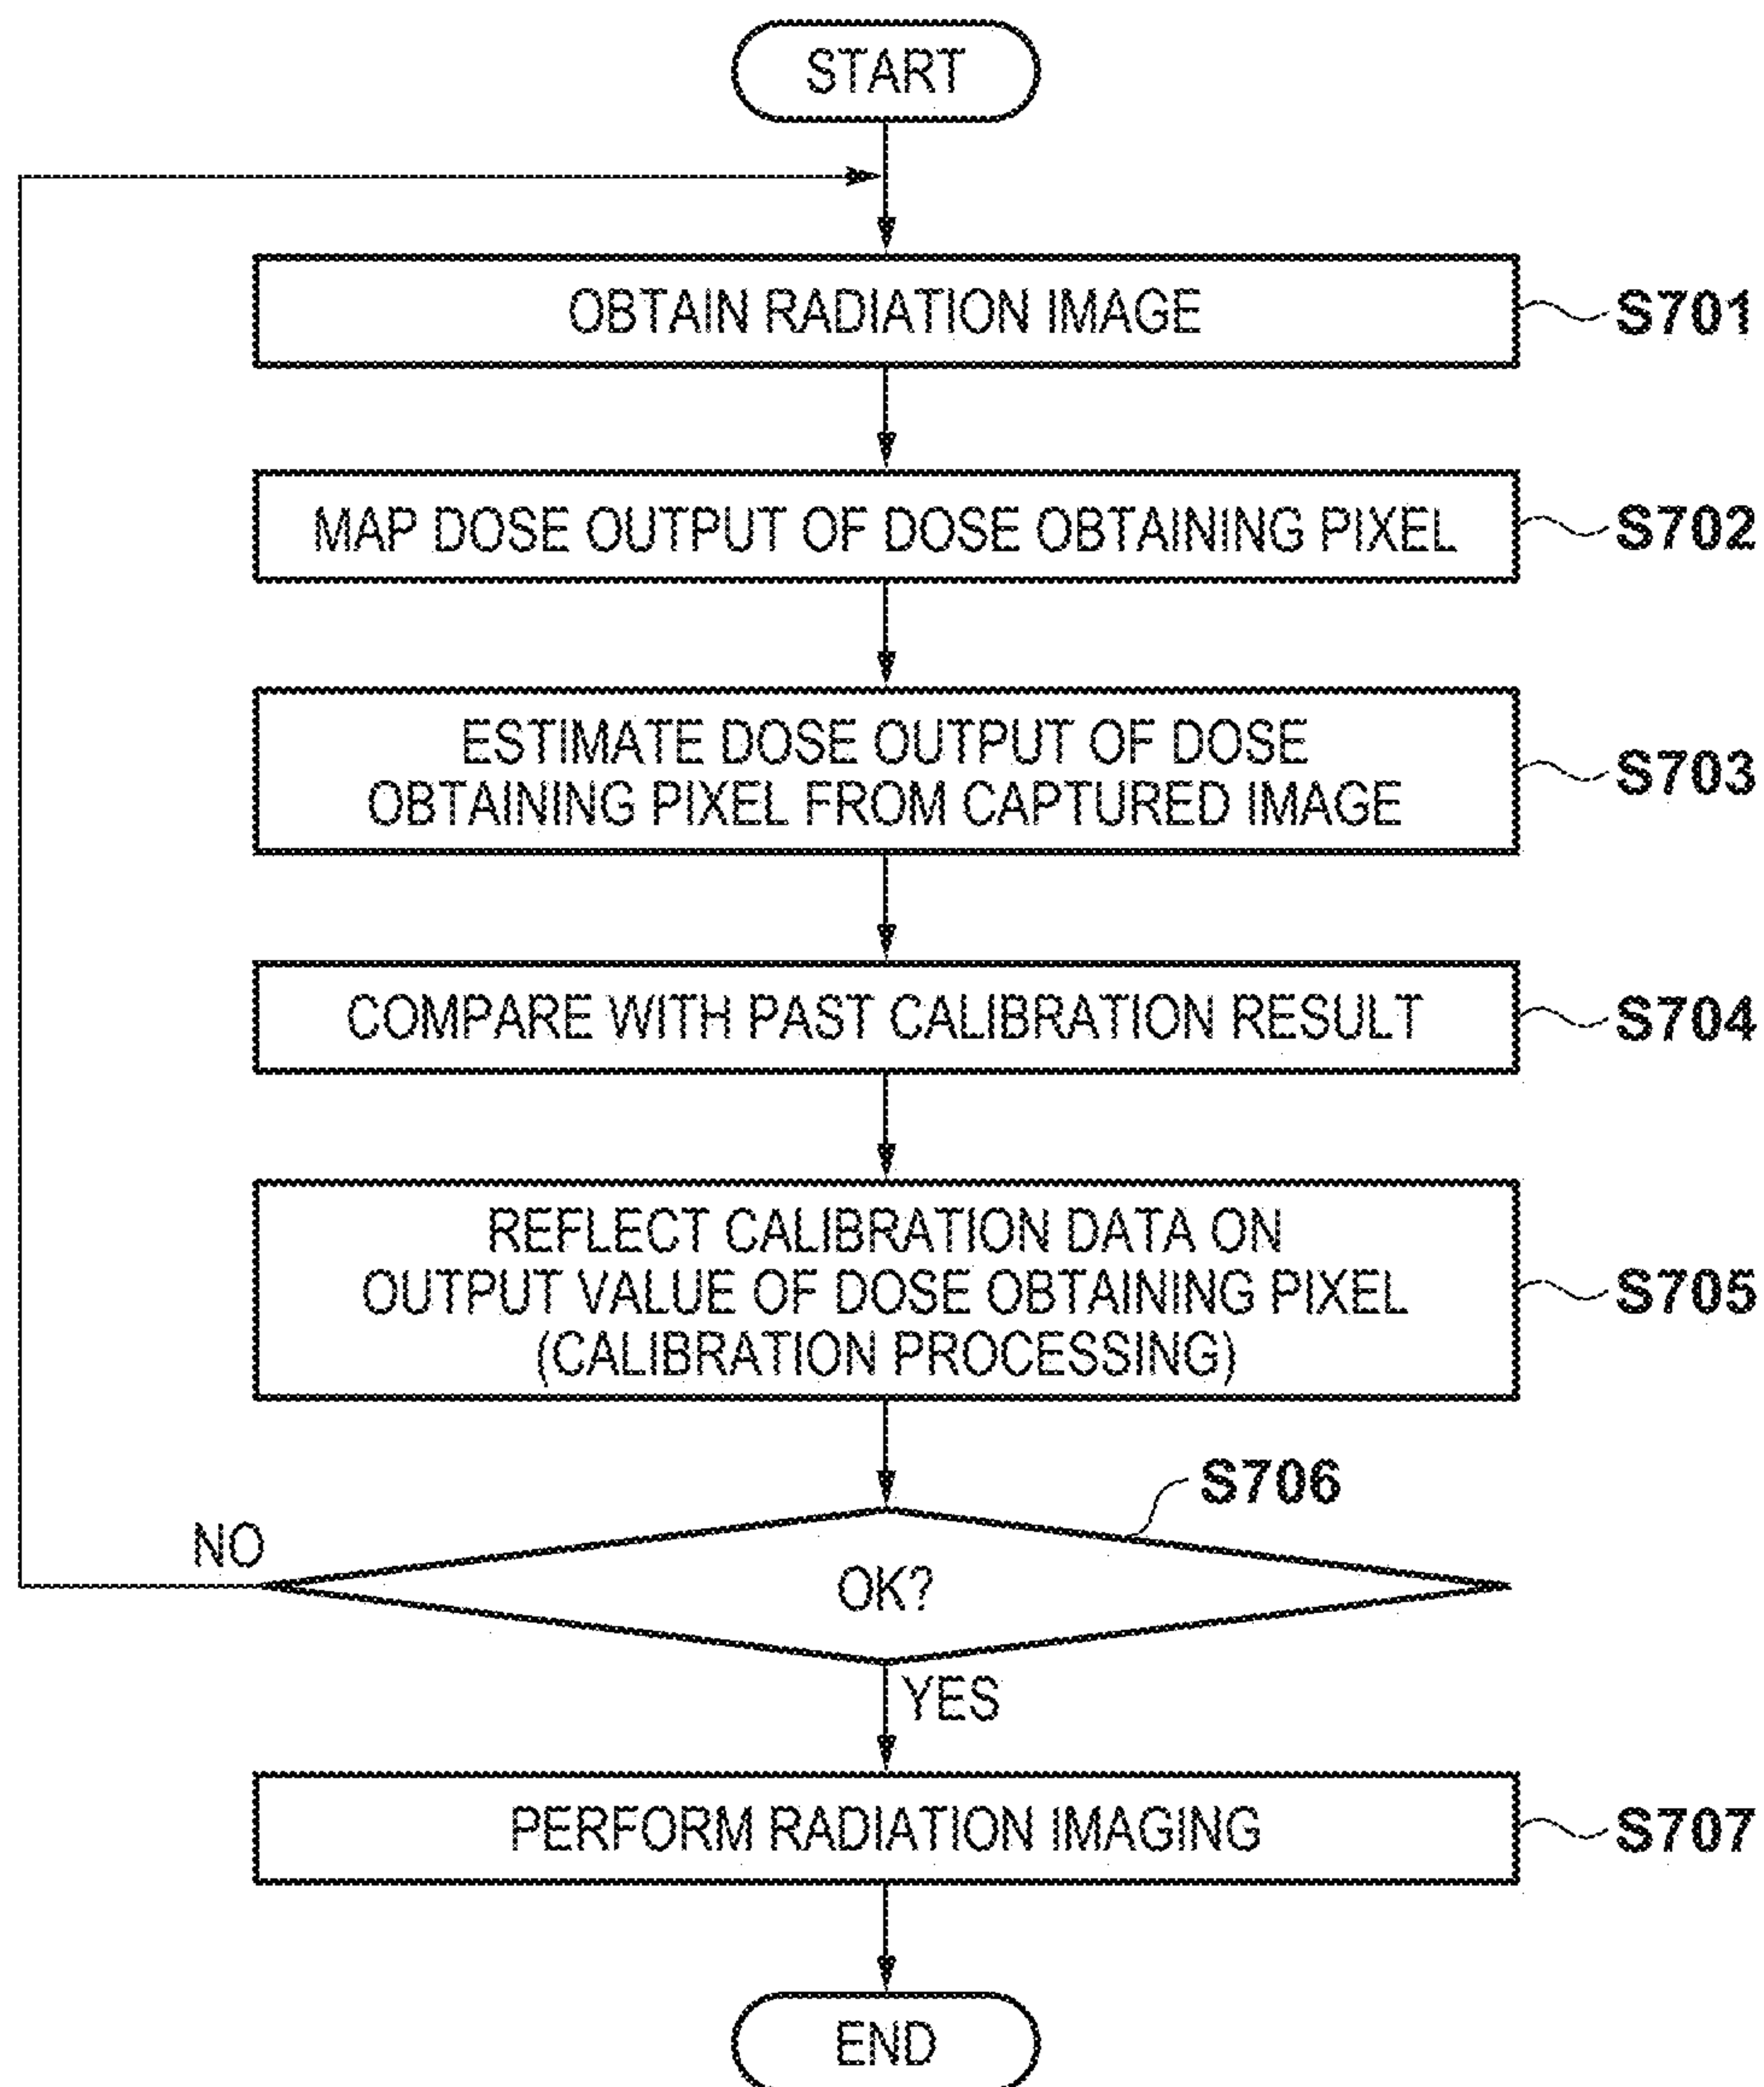 START
OBTAIN RADIATION IMAGE
S701
MAP DOSE OUTPUT OF DOSE OBTAINING PIXEL
S702
ESTIMATE DOSE OUTPUT OF DOSE
OBTAINING PIXEL FROM CAPTURED IMAGE
S703
COMPARE WITH PAST CALIBRATION RESULT
S704
REFLECT CALIBRATION DATA ON
OUTPUT VALUE OF DOSE OBTAINING PIXEL
(CALIBRATION PROCESSING)
S705
S706
NO
OK?
YES
PERFORM RADIATION IMAGING
S707
END